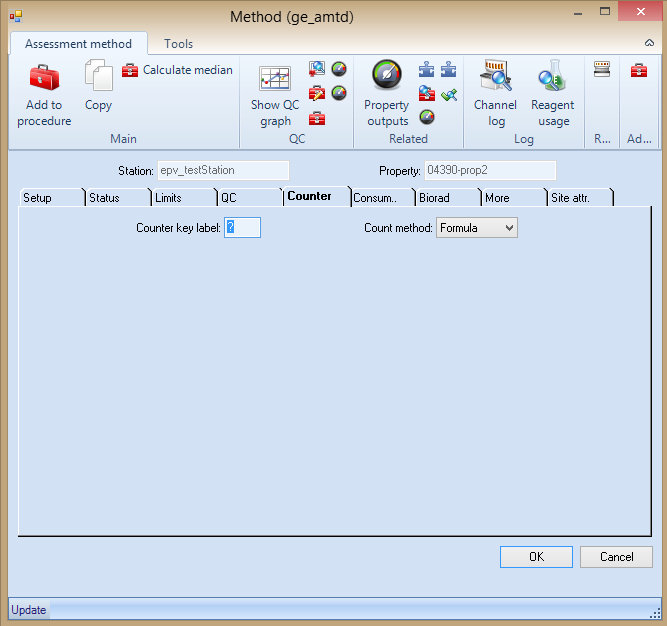 Method (ge_amtd)
Assessment method Tools
Add to procedure
Copy
Calculate median
Main
Show QC graph
QC
Property outputs
Related
Channel log
Reagent usage
Log
R...
Ad...
Station: epv_testStation Property: 04390-prop2
Setup Status Limits QC Counter Consum.. Biorad More Site attr.
Counter key label: ? Count method: Formula
OK Cancel
Update